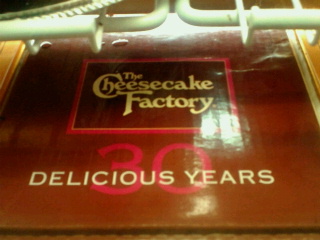 The
Cheesecake
Factory
30
DELICIOUS YEARS